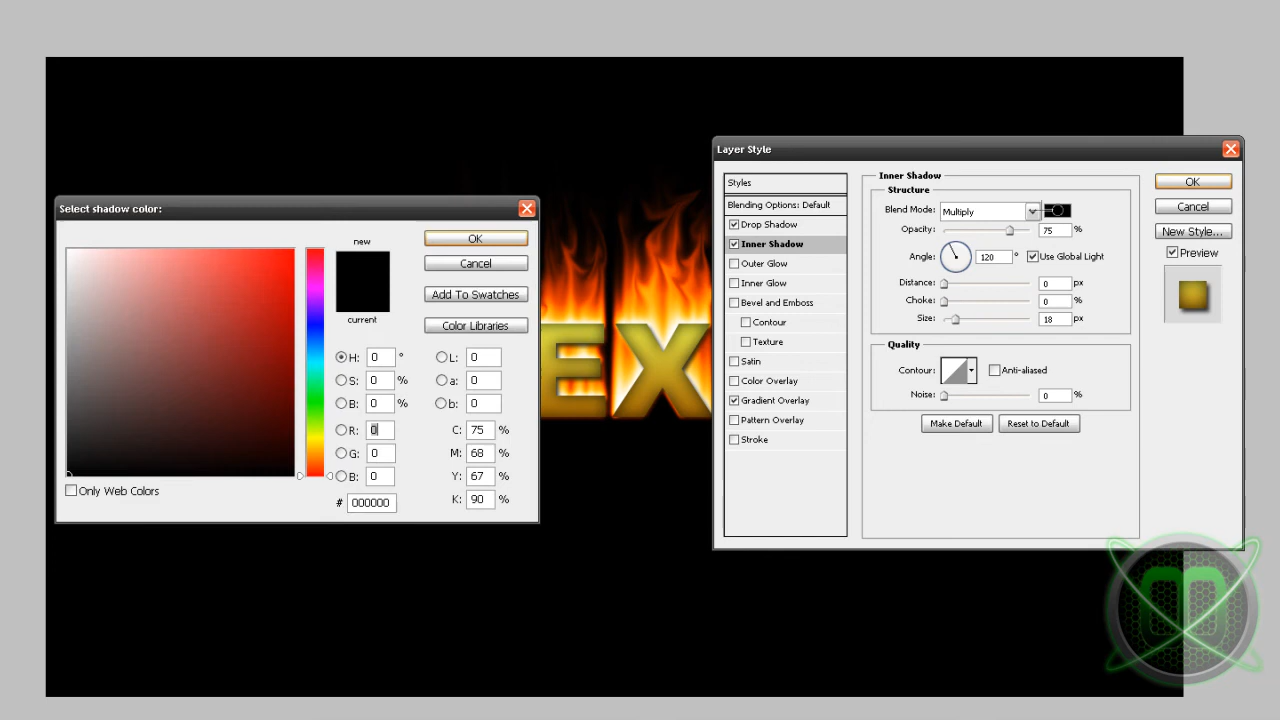 Select shadow color:
new
current
OK
Cancel
Add To Swatches
Color Libraries
H: 0 °
S: 0 %
B: 0 %
R: 0
G: 0
B: 0
# 000000
L: 0
a: 0
b: 0
C: 75 %
M: 68 %
Y: 67 %
K: 90 %
Only Web Colors
EX
Layer Style
Styles
Blending Options: Default
Drop Shadow
Inner Shadow
Outer Glow
Inner Glow
Bevel and Emboss
Contour
Texture
Satin
Color Overlay
Gradient Overlay
Pattern Overlay
Stroke
Inner Shadow
Structure
Blend Mode: Multiply
Opacity: 75 %
Angle: 120 ° Use Global Light
Distance: 0 px
Choke: 0 %
Size: 18 px
Quality
Contour: Anti-aliased
Noise: 0 %
Make Default Reset to Default
OK
Cancel
New Style...
Preview